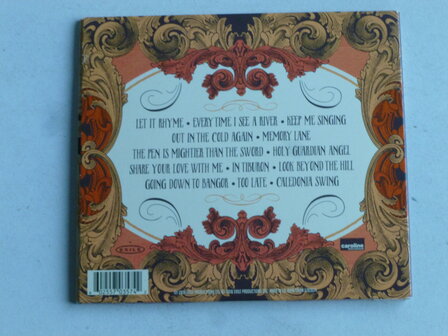 LET IT RHYME • EVERY TIME I SEE A RIVER • KEEP ME SINGING
OUT IN THE COLD AGAIN • MEMORY LANE
THE PEN IS MIGHTIER THAN THE SWORD • HOLY GUARDIAN ANGEL
SHARE YOUR LOVE WITH ME • IN TIBURON • LOOK BEYOND THE HILL
GOING DOWN TO BANGOR • TOO LATE • CALEDONIA SWING
EXILE
caroline